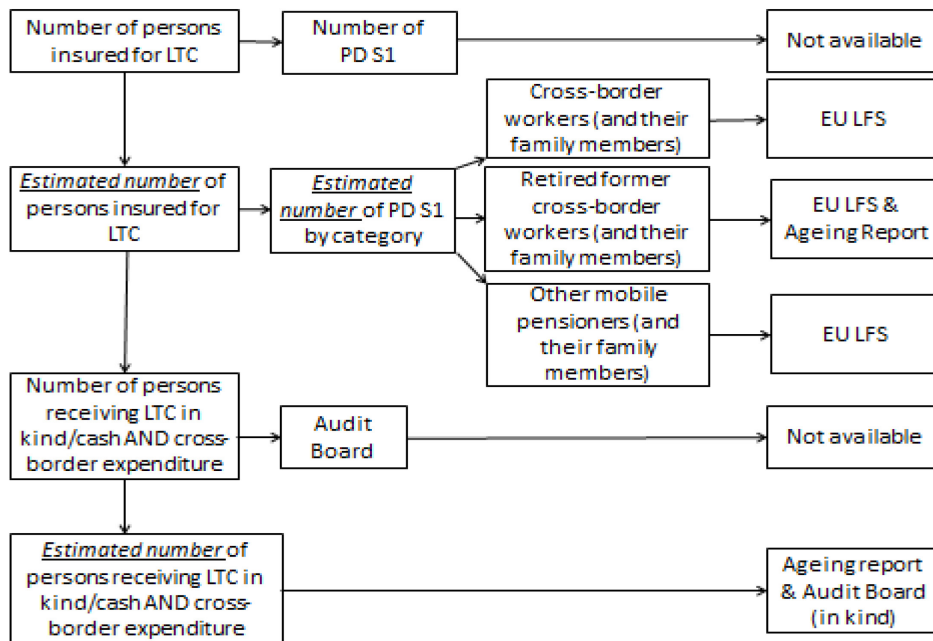 Number of persons
insured for LTC
Number of
PD S1
Not available
Cross-border
workers (and their
family members)
EU LFS
Estimated number of
persons insured for
LTC
Estimated
number of PD S1
by category
Retired former
cross-border
workers (and their
family members)
EU LFS &
Ageing Report
Other mobile
pensioners (and
their family
members)
EU LFS
Number of persons
receiving LTC in
kind/cash AND cross-
border expenditure
Audit
Board
Not available
Estimated number of
persons receiving LTC in
kind/cash AND cross-
border expenditure
Ageing report
& Audit Board
(in kind)